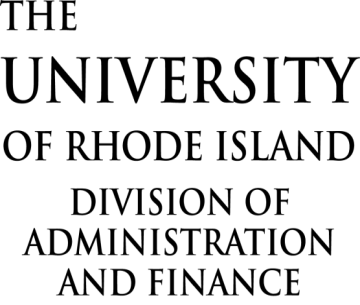 THE
UNIVERSITY
OF RHODE ISLAND
DIVISION OF
ADMINISTRATION
AND FINANCE